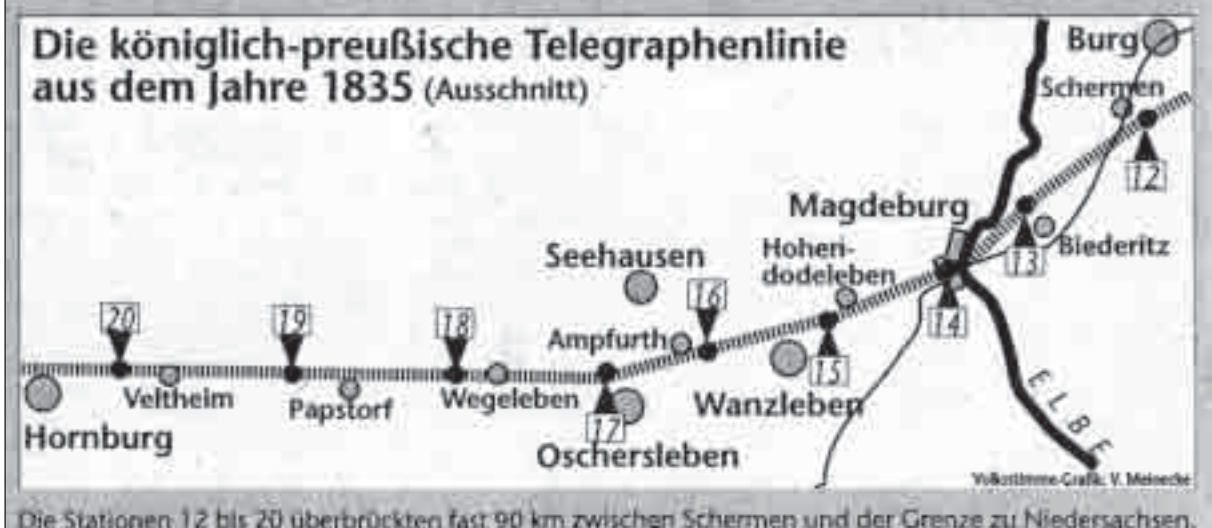 Die königlich-preußische Telegraphenlinie
aus dem Jahre 1835 (Ausschnitt)
Burg
Schermen
12
Magdeburg
Biederitz
13
Hohen-
dodeleben
14
Seehausen
16
15
Ampfurth
Wanzleben
20
19
18
17
Veltheim
Papstorf
Wegeleben
Hornburg
Oschersleben
ELBE
Volksstimme-Grafik: V. Meinecke
Die Stationen 12 bis 20 überbrückten fast 90 km zwischen Schermen und der Grenze zu Niedersachsen.